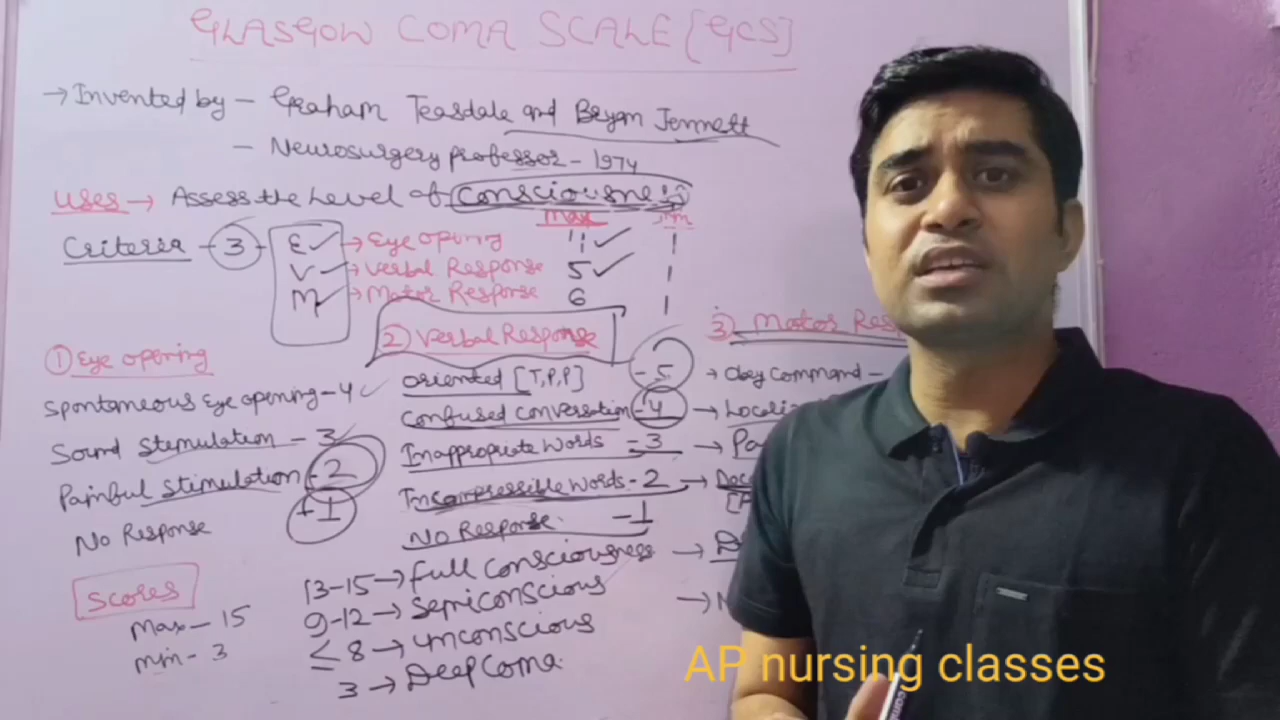 GLASGOW COMA SCALE [GCS]
→ Invented by - Graham Teasdale and Bryan Jennett
- Neurosurgery professor - 1974
Uses → Assess the Level of Consciousness
Max
Criteria - 3 - E → Eye opening 4 1
V → Verbal Response 5 1
M → Motor Response 6 1
① Eye opening
Spontaneous Eye opening - 4
Sound Stemulation - 3
Painful Stimulation - 2
No Response - 1
2) Verbal Response
oriented [T,P,P] - 5
Confused Conversation - 4
Inappropriate Words - 3
Incompressible Words - 2
No Response - 1
3) Motor Res
→ Obey Command -
→ Locali
→ Pa
Scores
Max - 15
min - 3
13-15 → Full Consciousness
9-12 → Semiconscious
≤ 8 → Unconscious
3 → Deep Coma
AP nursing classes